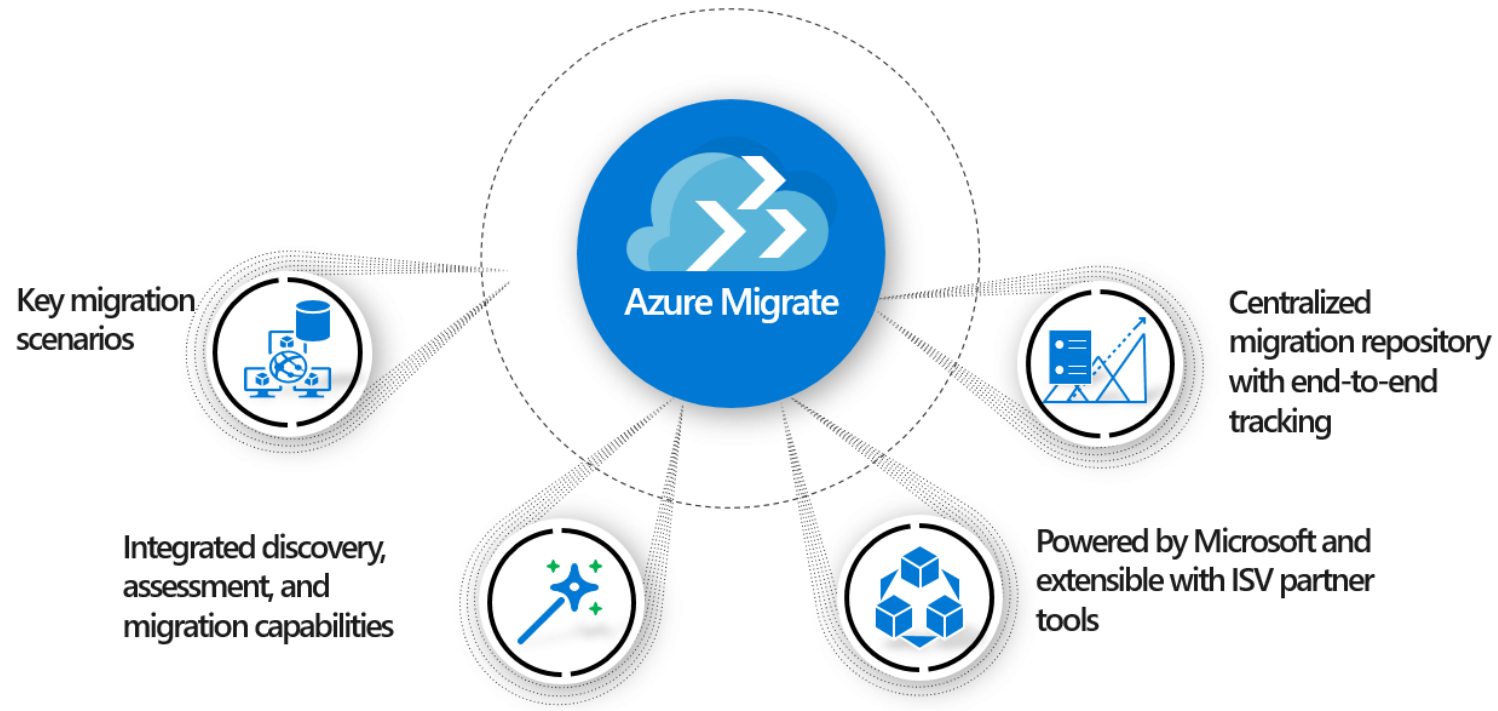 Azure Migrate
Key migration
scenarios
Centralized
migration repository
with end-to-end
tracking
Integrated discovery,
assessment, and
migration capabilities
Powered by Microsoft and
extensible with ISV partner
tools